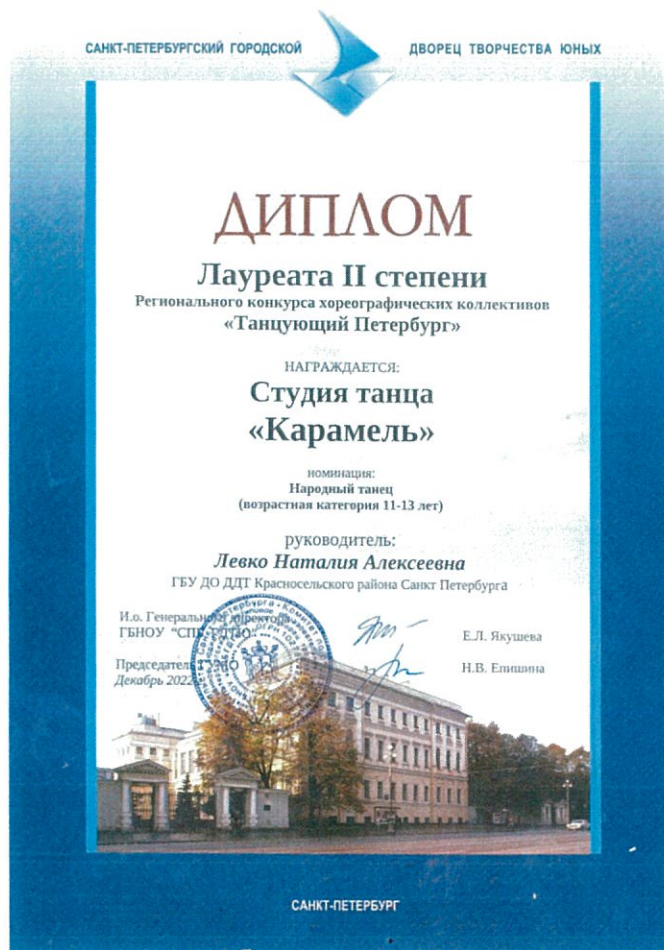 САНКТ-ПЕТЕРБУРГСКИЙ ГОРОДСКОЙ ДВОРЕЦ ТВОРЧЕСТВА ЮНЫХ
ДИПЛОМ
Лауреата II степени
Регионального конкурса хореографических коллективов
«Танцующий Петербург»
НАГРАЖДАЕТСЯ:
Студия танца
«Карамель»
номинация:
Народный танец
(возрастная категория 11-13 лет)
руководитель:
Левко Наталия Алексеевна
ГБУ ДО ДДТ Красносельского района Санкт Петербурга
И.о. Генерального директора
ГБНОУ Е.Л. Якушева
Председатель Н.В. Епишина
Декабрь 2022
САНКТ-ПЕТЕРБУРГ